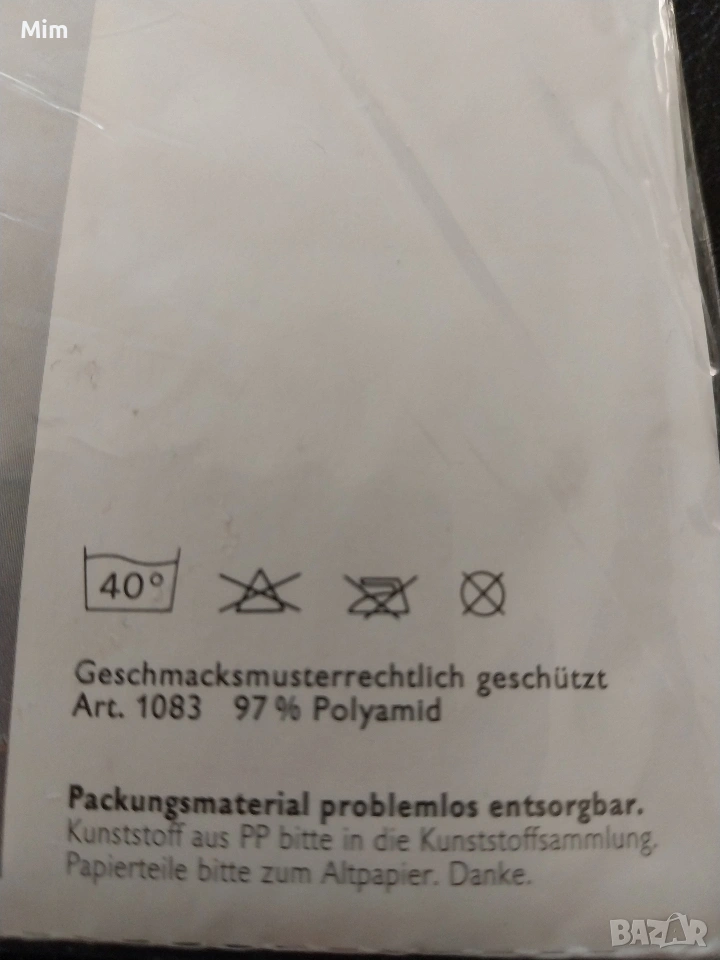 Mim
40°
Geschmacksmusterrechtlich geschützt
Art. 1083 97 % Polyamid
Packungsmaterial problemlos entsorgbar.
Kunststoff aus PP bitte in die Kunststoffsammlung.
Papierteile bitte zum Altpapier. Danke.
BAZAR